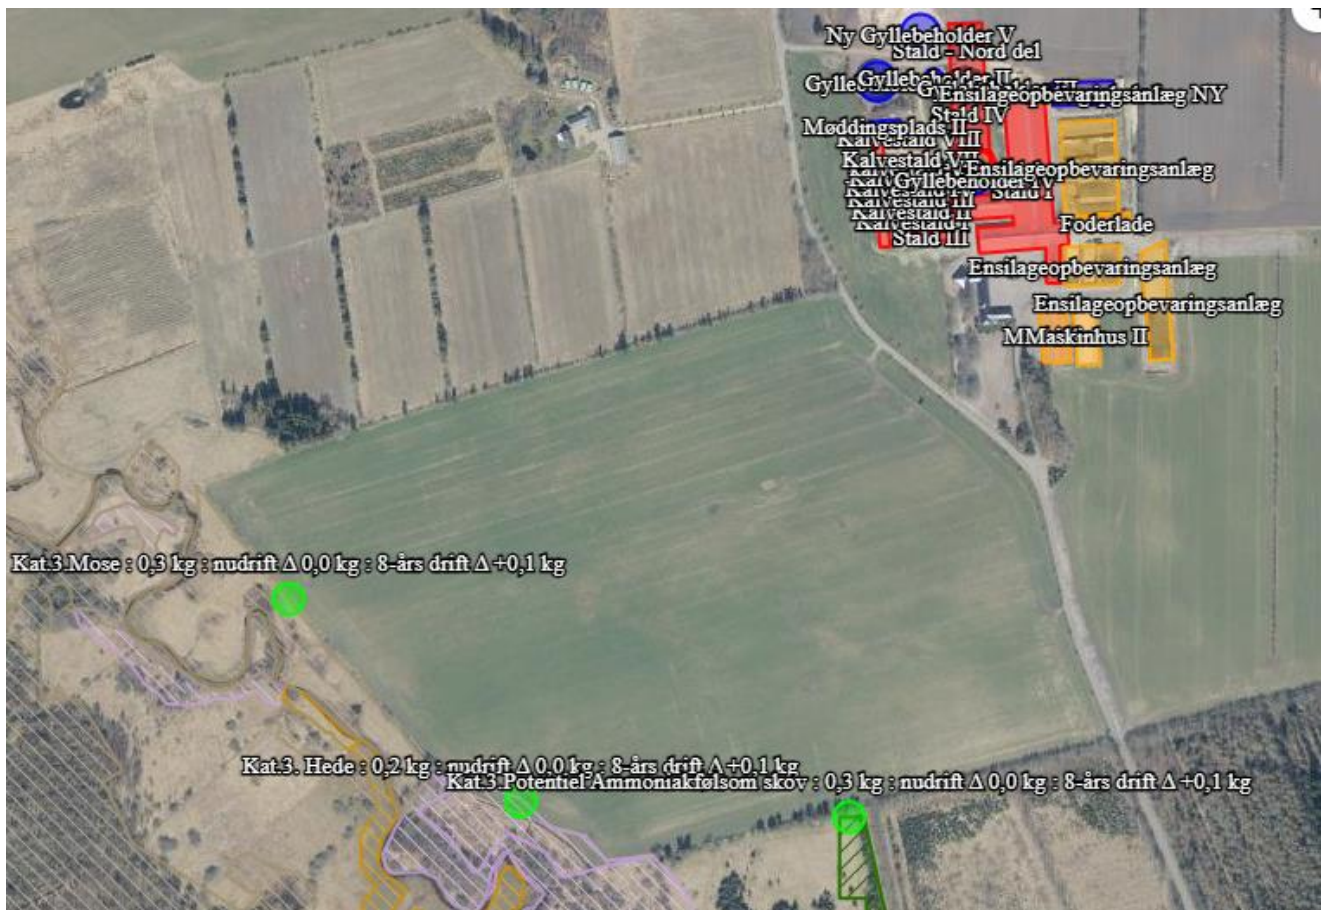 Ny Gyllebeholder V
Stald - Nord del
Gyllebeholder II
Ensilageopbevaringsanlæg NY
Stald IV
Møddingsplads II
Kalvestald VIII
Kalvestald VII
Ensilageopbevaringsanlæg
Gyllebeholder IV
Stald I
Kalvestald III
Kalvestald II
Kalvestald I
Foderlade
Stald III
Ensilageopbevaringsanlæg
Ensilageopbevaringsanlæg
MMaskinhus II
Kat.3.Mose : 0,3 kg : nudrift Δ 0,0 kg : 8-års drift Δ +0,1 kg
Kat.3. Hede : 0,2 kg : nudrift Δ 0,0 kg : 8-års drift Δ +0,1 kg
Kat.3.Potentiel Ammoniakfølsom skov : 0,3 kg : nudrift Δ 0,0 kg : 8-års drift Δ +0,1 kg